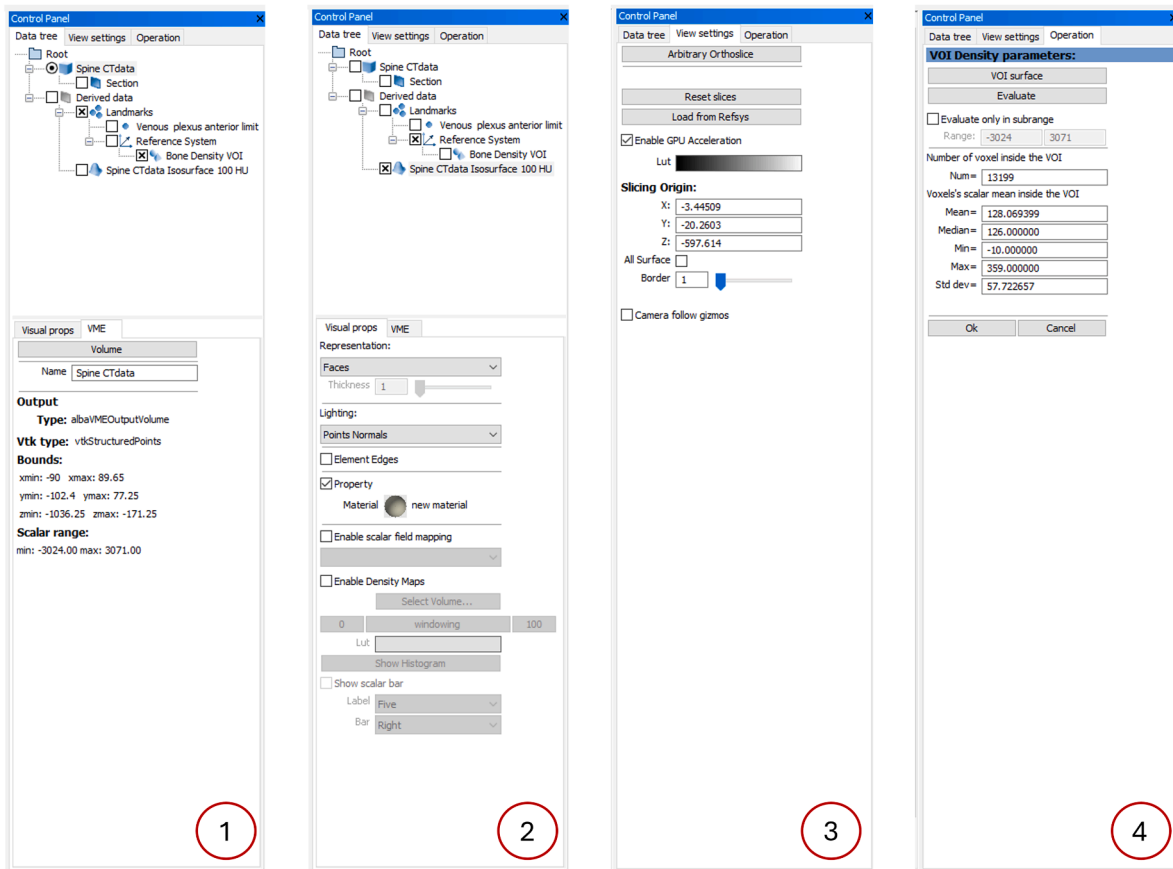 Control Panel x
Data tree View settings Operation
Root
Spine CTdata
Section
Derived data
Landmarks
Venous plexus anterior limit
Reference System
Bone Density VOI
Spine CTdata Isosurface 100 HU
Visual props VME
Volume
Name Spine CTdata
Output
Type: albaVMEOutputVolume
Vtk type: vtkStructuredPoints
Bounds:
xmin: -90 xmax: 89.65
ymin: -102.4 ymax: 77.25
zmin: -1036.25 zmax: -171.25
Scalar range:
min: -3024.00 max: 3071.00
1
Control Panel x
Data tree View settings Operation
Root
Spine CTdata
Section
Derived data
Landmarks
Venous plexus anterior limit
Reference System
Bone Density VOI
Spine CTdata Isosurface 100 HU
Visual props VME
Representation:
Faces
Thickness 1
Lighting:
Points Normals
Element Edges
Property
Material new material
Enable scalar field mapping
Enable Density Maps
Select Volume...
0 windowing 100
Lut
Show Histogram
Show scalar bar
Label Five
Bar Right
2
Control Panel x
Data tree View settings Operation
Arbitrary Orthoslice
Reset slices
Load from Refsys
Enable GPU Acceleration
Lut
Slicing Origin:
X: -3.44509
Y: -20.2603
Z: -597.614
All Surface
Border 1
Camera follow gizmos
3
Control Panel x
Data tree View settings Operation
VOI Density parameters:
VOI surface
Evaluate
Evaluate only in subrange
Range: -3024 3071
Number of voxel inside the VOI
Num= 13199
Voxels's scalar mean inside the VOI
Mean= 128.069399
Median= 126.000000
Min= -10.000000
Max= 359.000000
Std dev= 57.722657
Ok Cancel
4